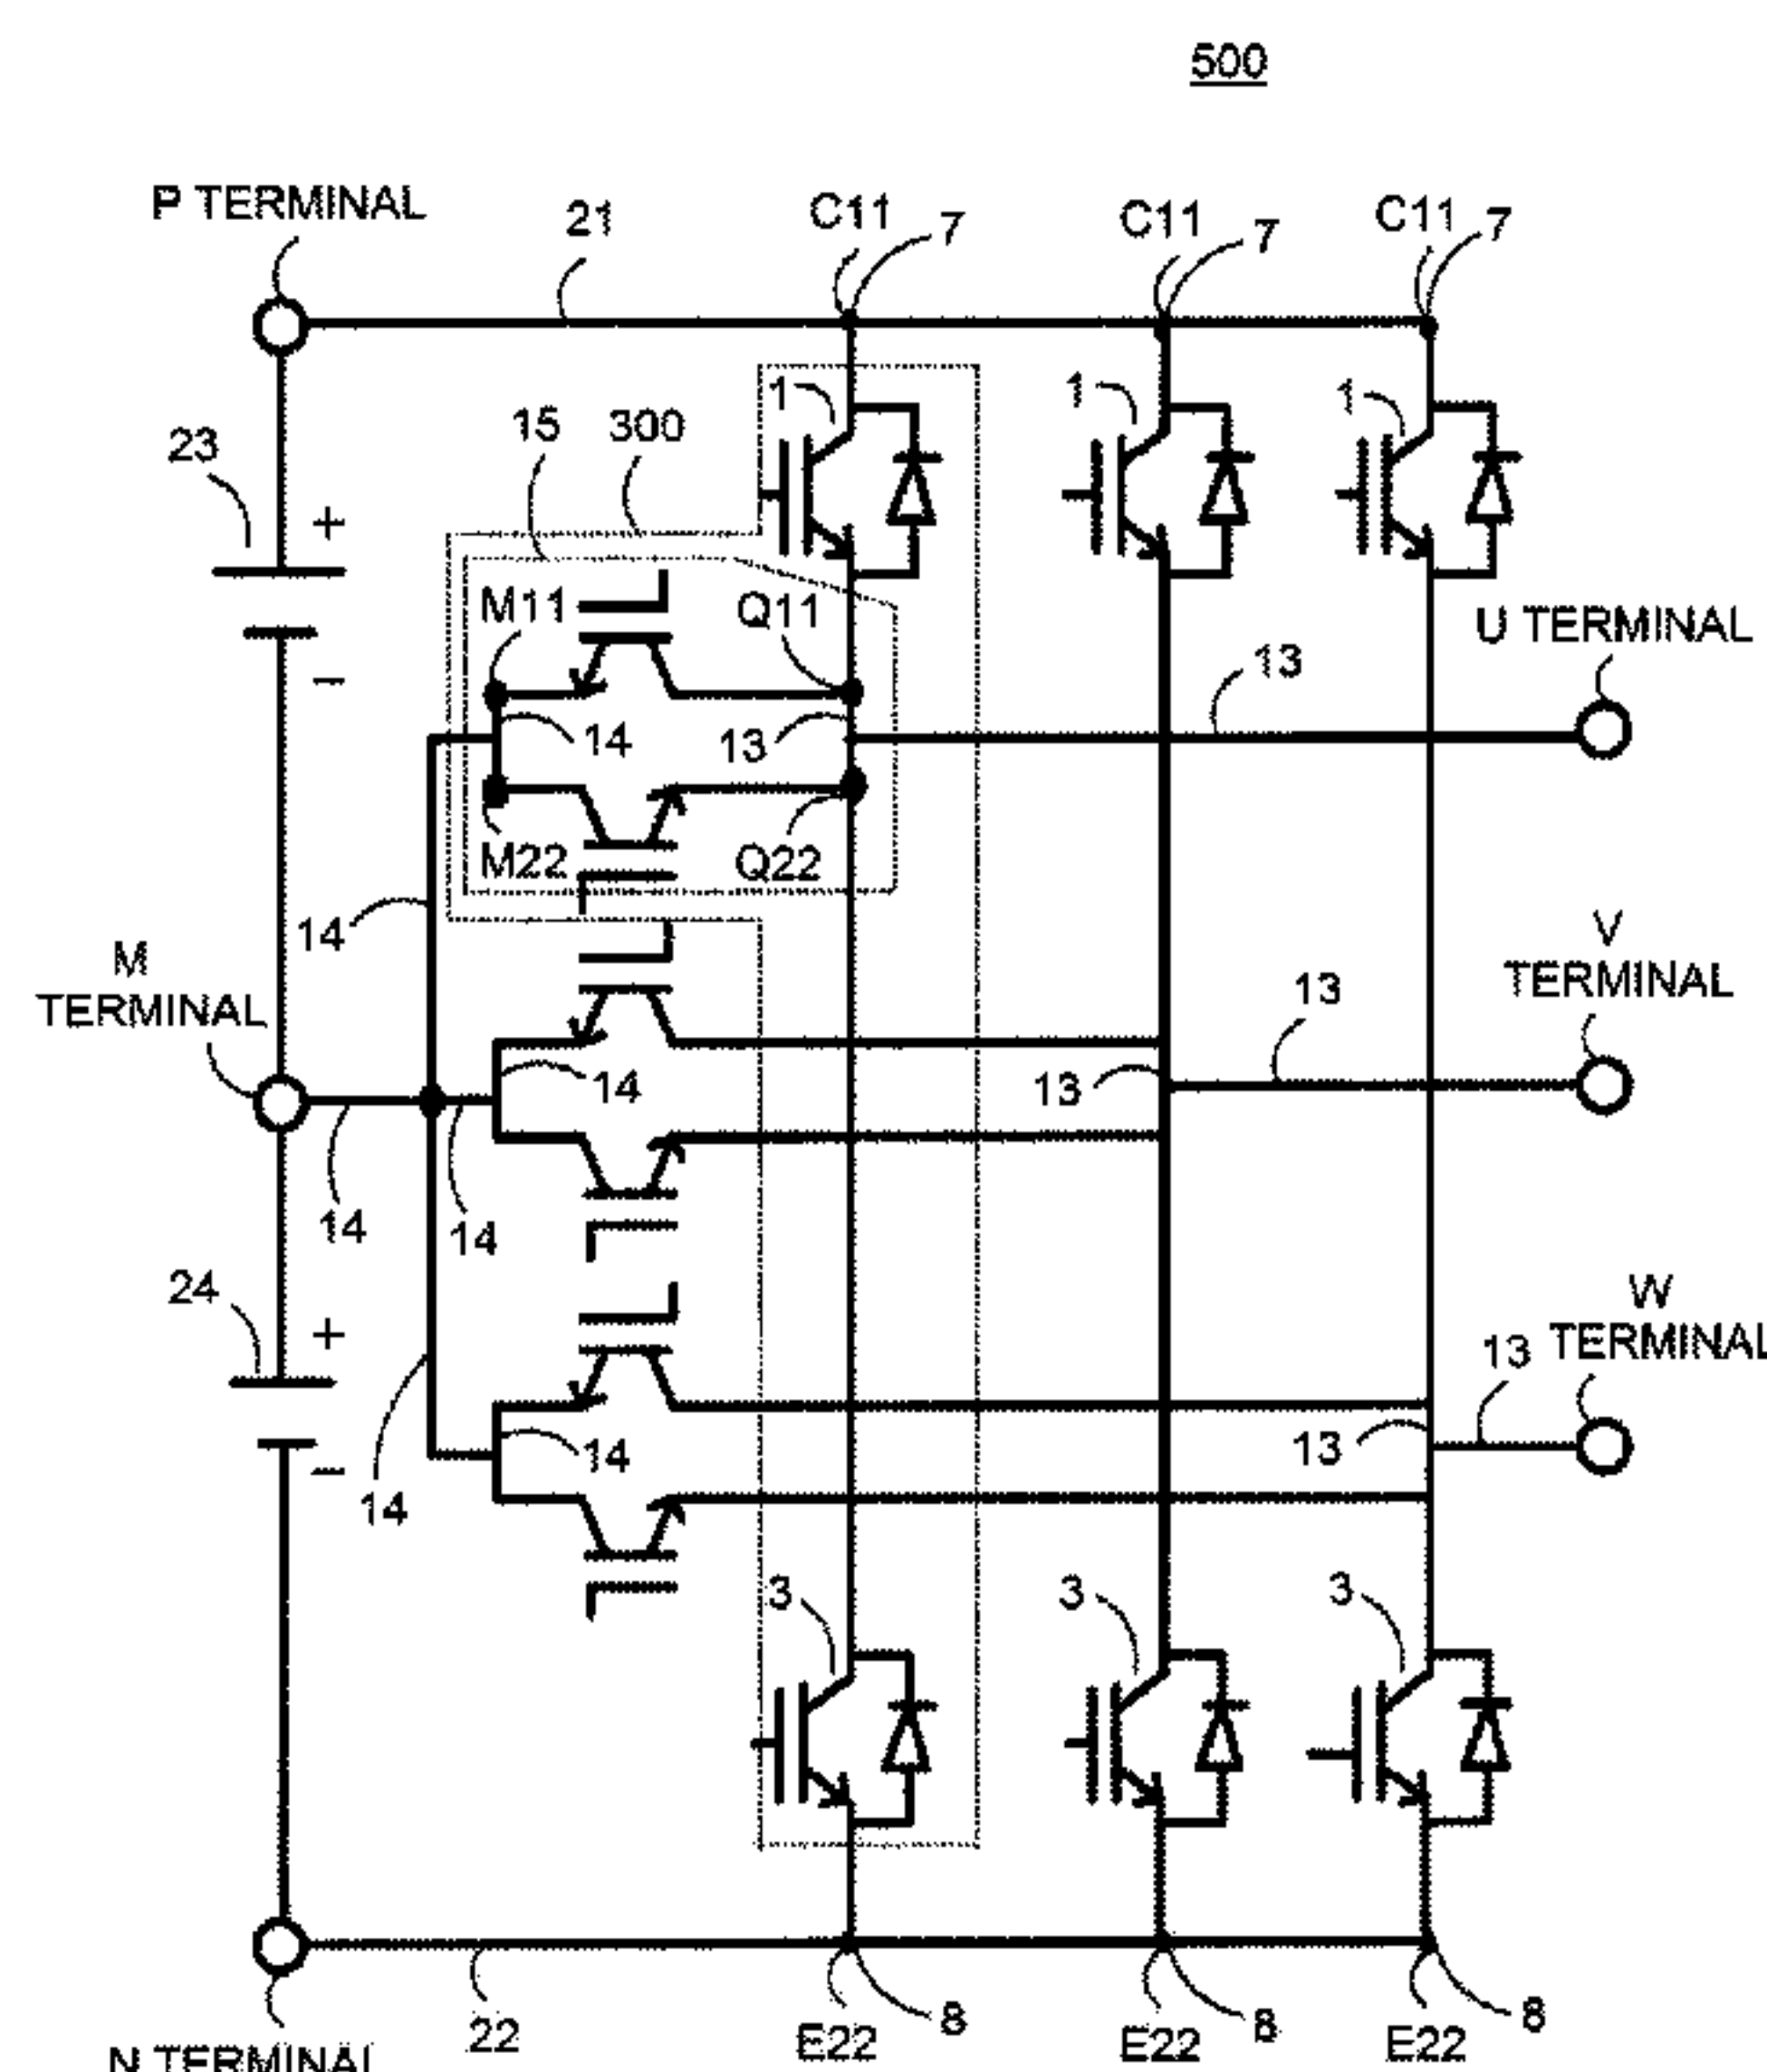 500
P TERMINAL
21
C11
7
C11
7
C11
7
23
+
−
15
300
1
1
1
M11
Q11
U TERMINAL
13
14
13
M22
Q22
14
M
TERMINAL
V
TERMINAL
13
14
13
14
14
24
+
−
W
TERMINAL
13
14
13
14
3
3
3
22
E22
8
E22
8
E22
8
N TERMINAL